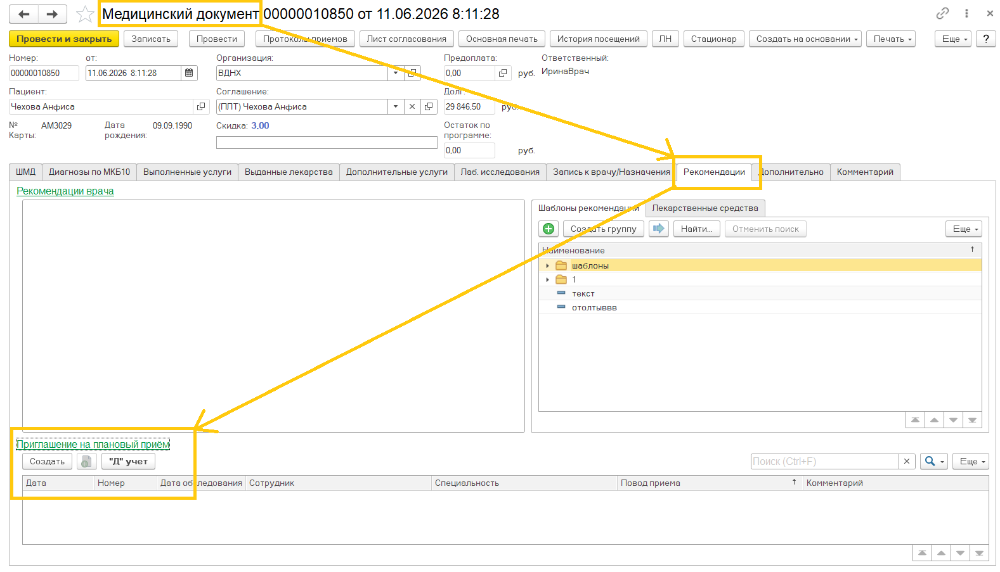 Медицинский документ 00000010850 от 11.06.2026 8:11:28
Провести и закрыть Записать Провести Протоколы приемов Лист согласования Основная печать История посещений ЛН Стационар Создать на основании Печать Еще ?
Номер: от: Организация: Предоплата: Ответственный:
00000010850 11.06.2026 8:11:28 ВДНХ 0,00 руб. ИринаВрач
Пациент: Соглашение: Долг:
Чехова Анфиса (ППТ) Чехова Анфиса 29 846,50 руб.
№ Карты: АМ3029 Дата рождения: 09.09.1990 Скидка: 3,00 Остаток по программе:
0,00 руб.
ШМД Диагнозы по МКБ10 Выполненные услуги Выданные лекарства Дополнительные услуги Лаб. исследования Запись к врачу/Назначения Рекомендации Дополнительно Комментарий
Рекомендации врача
Шаблоны рекомендаций Лекарственные средства
Создать группу Найти... Отменить поиск Еще
Наименование
шаблоны
1
текст
отолтыввв
Приглашение на плановый приём
Создать "Д" учет Поиск (Ctrl+F) Еще
Дата Номер Дата обследования Сотрудник Специальность Повод приема Комментарий